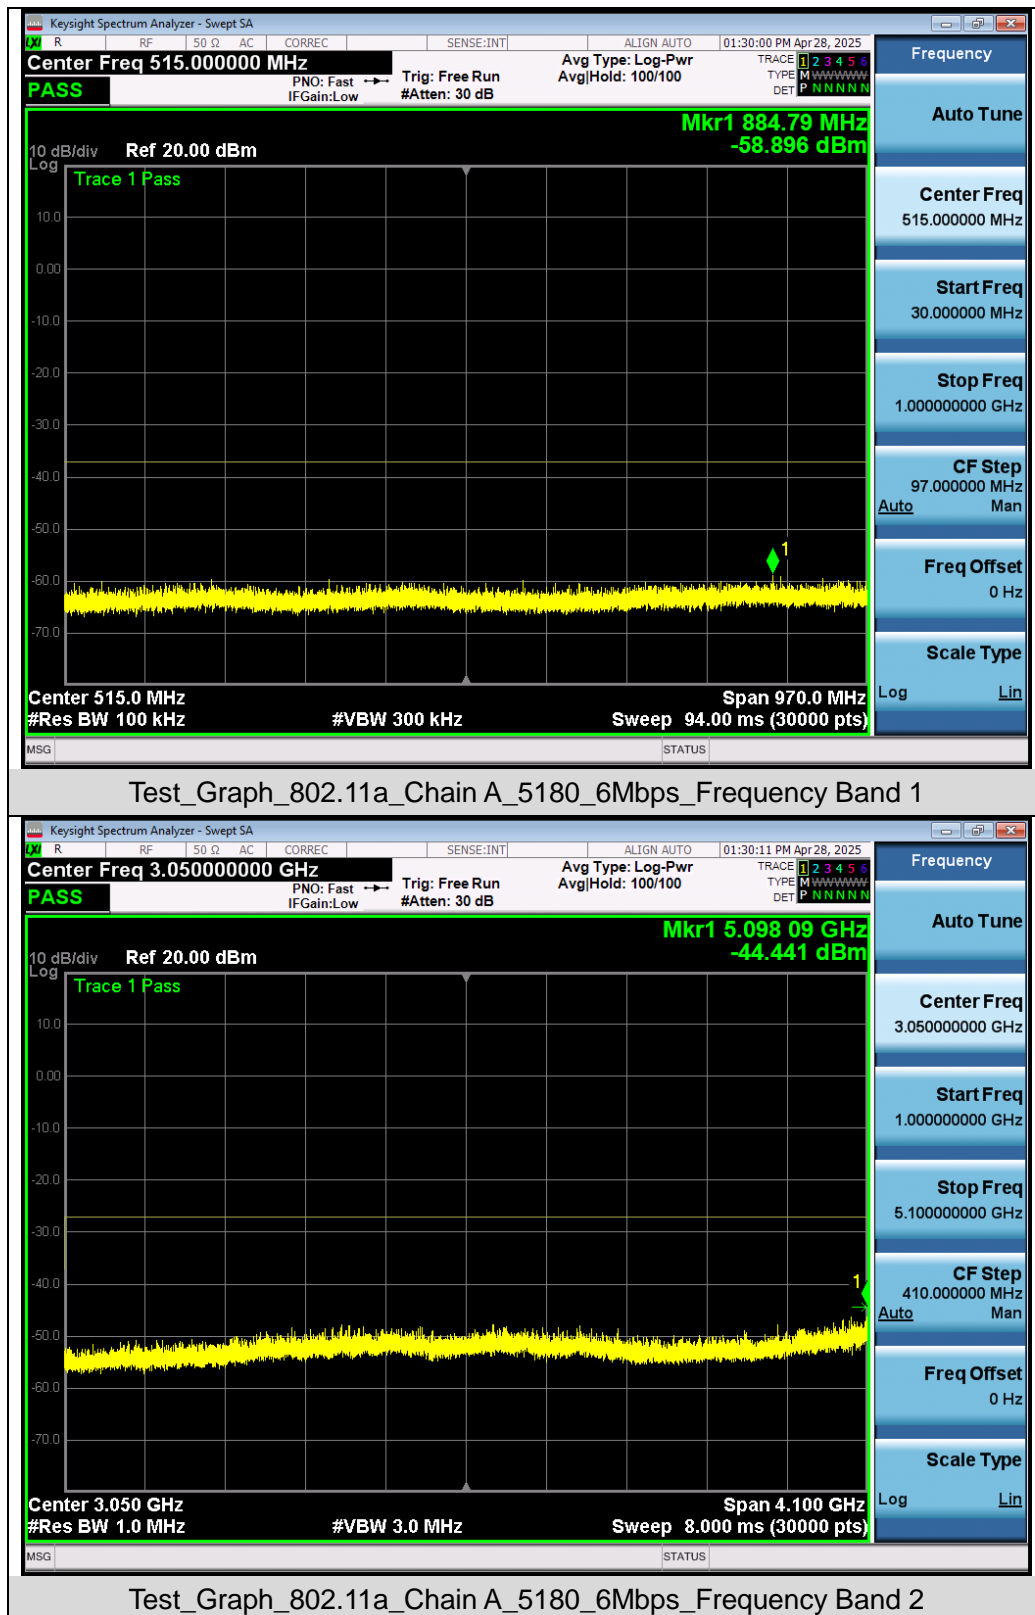 Keysight Spectrum Analyzer - Swept SA
LXI R RF 50 Ω AC CORREC SENSE:INT ALIGN AUTO 01:30:00 PM Apr 28, 2025
Center Freq 515.000000 MHz
PASS
PNO: Fast
IFGain:Low
Trig: Free Run
#Atten: 30 dB
Avg Type: Log-Pwr
Avg|Hold: 100/100
TRACE 1 2 3 4 5 6
TYPE M WWWWW
DET P N N N N N
Mkr1 884.79 MHz
-58.896 dBm
10 dB/div Ref 20.00 dBm
Log
Trace 1 Pass
10.0
0.00
-10.0
-20.0
-30.0
-40.0
-50.0
-60.0
-70.0
1
Center 515.0 MHz Span 970.0 MHz
#Res BW 100 kHz #VBW 300 kHz Sweep 94.00 ms (30000 pts)
MSG STATUS
Frequency
Auto Tune
Center Freq
515.000000 MHz
Start Freq
30.000000 MHz
Stop Freq
1.000000000 GHz
CF Step
97.000000 MHz
Auto Man
Freq Offset
0 Hz
Scale Type
Log Lin
Test_Graph_802.11a_Chain A_5180_6Mbps_Frequency Band 1
Keysight Spectrum Analyzer - Swept SA
LXI R RF 50 Ω AC CORREC SENSE:INT ALIGN AUTO 01:30:11 PM Apr 28, 2025
Center Freq 3.050000000 GHz
PASS
PNO: Fast
IFGain:Low
Trig: Free Run
#Atten: 30 dB
Avg Type: Log-Pwr
Avg|Hold: 100/100
TRACE 1 2 3 4 5 6
TYPE M WWWWW
DET P N N N N N
Mkr1 5.098 09 GHz
-44.441 dBm
10 dB/div Ref 20.00 dBm
Log
Trace 1 Pass
10.0
0.00
-10.0
-20.0
-30.0
-40.0
-50.0
-60.0
-70.0
1
Center 3.050 GHz Span 4.100 GHz
#Res BW 1.0 MHz #VBW 3.0 MHz Sweep 8.000 ms (30000 pts)
MSG STATUS
Frequency
Auto Tune
Center Freq
3.050000000 GHz
Start Freq
1.000000000 GHz
Stop Freq
5.100000000 GHz
CF Step
410.000000 MHz
Auto Man
Freq Offset
0 Hz
Scale Type
Log Lin
Test_Graph_802.11a_Chain A_5180_6Mbps_Frequency Band 2